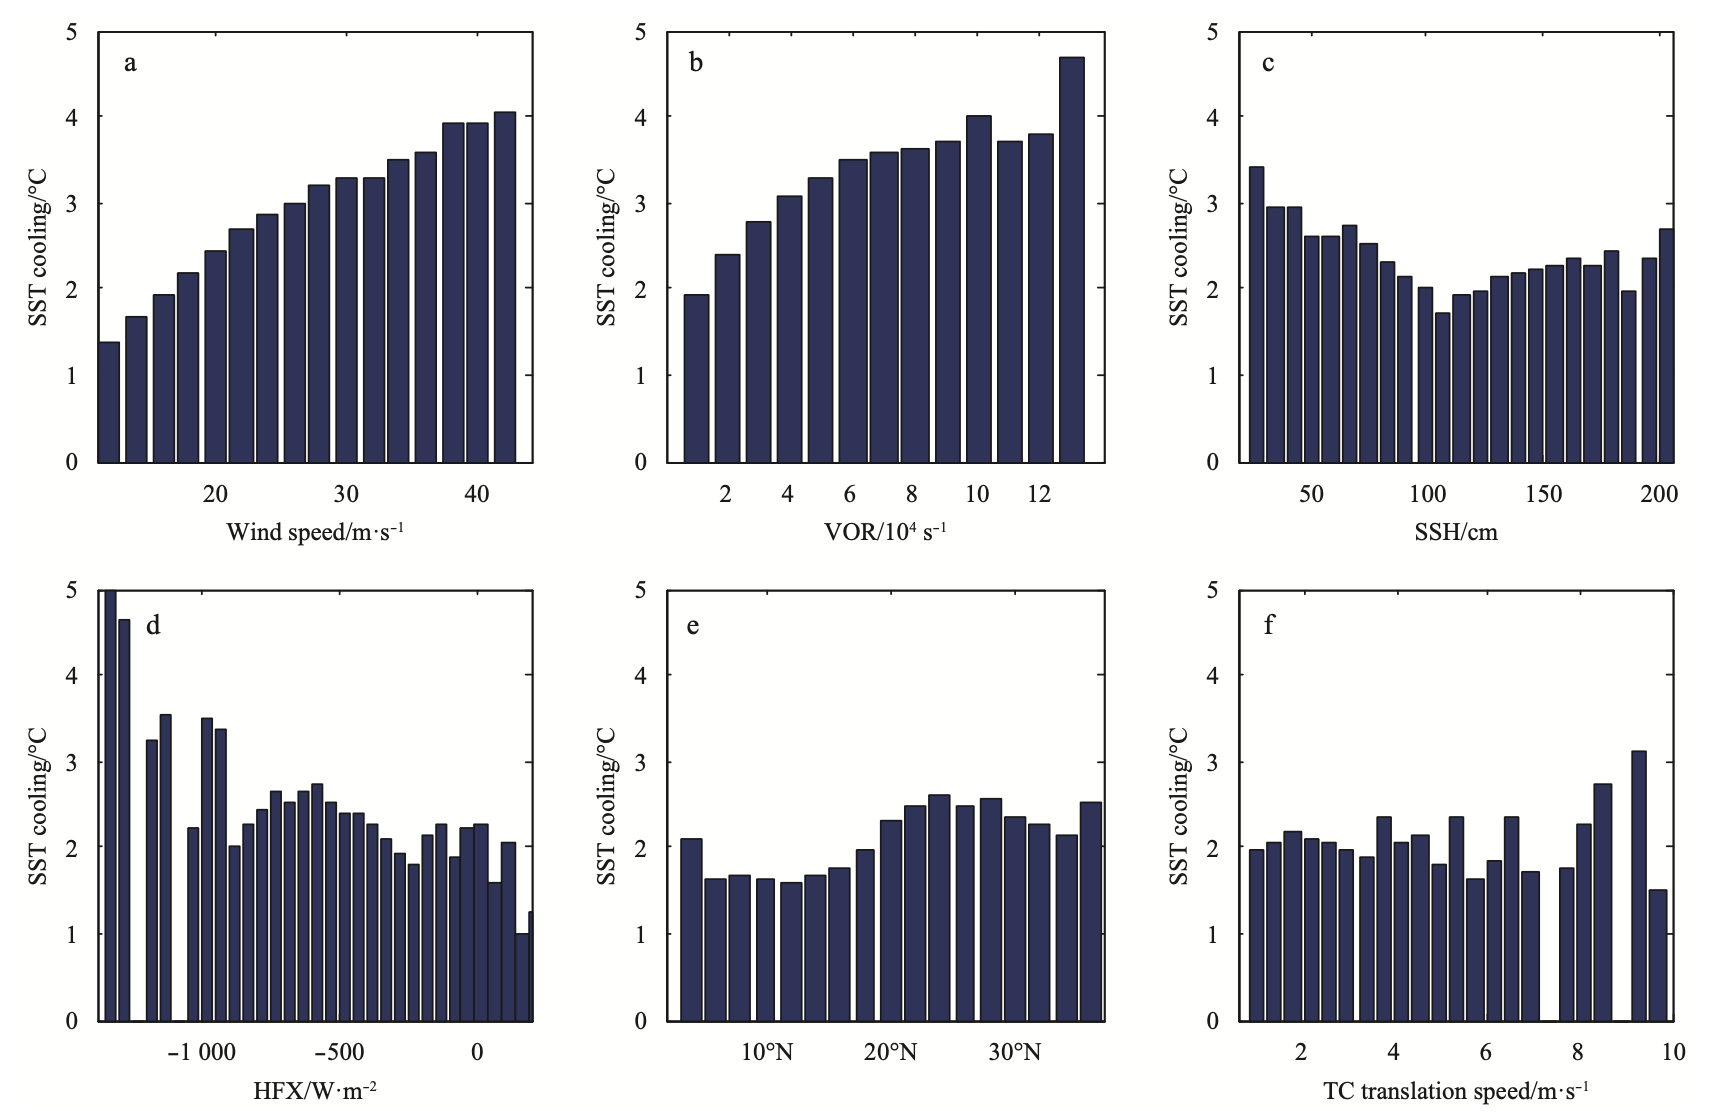 5
4
3
2
1
0
SST cooling/°C
a
20 30 40
Wind speed/m·s⁻¹
5
4
3
2
1
0
SST cooling/°C
b
2 4 6 8 10 12
VOR/10⁴ s⁻¹
5
4
3
2
1
0
SST cooling/°C
c
50 100 150 200
SSH/cm
5
4
3
2
1
0
SST cooling/°C
d
−1 000 −500 0
HFX/W·m⁻²
5
4
3
2
1
0
SST cooling/°C
e
10°N 20°N 30°N
5
4
3
2
1
0
SST cooling/°C
f
2 4 6 8 10
TC translation speed/m·s⁻¹